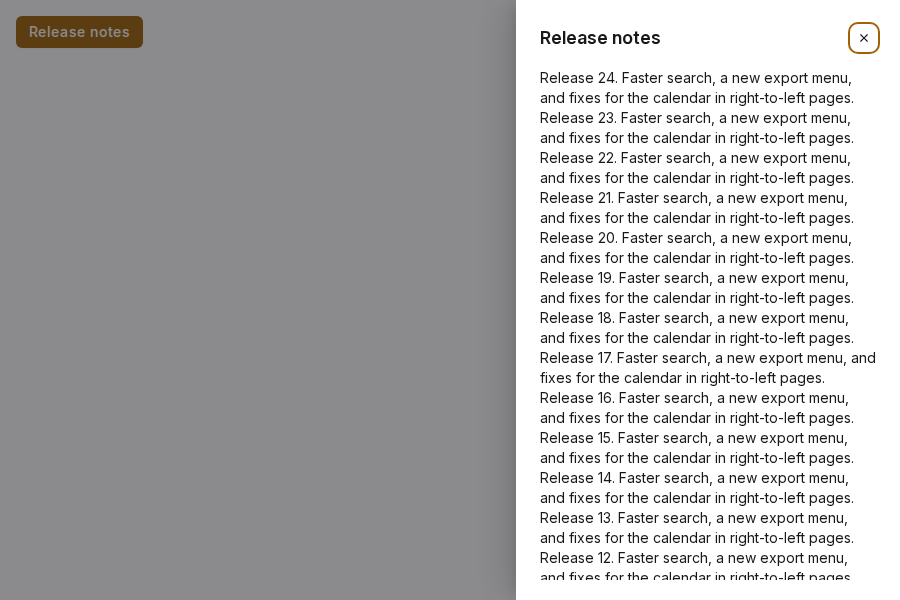 Release notes
Release notes
Release 24. Faster search, a new export menu,
and fixes for the calendar in right-to-left pages.
Release 23. Faster search, a new export menu,
and fixes for the calendar in right-to-left pages.
Release 22. Faster search, a new export menu,
and fixes for the calendar in right-to-left pages.
Release 21. Faster search, a new export menu,
and fixes for the calendar in right-to-left pages.
Release 20. Faster search, a new export menu,
and fixes for the calendar in right-to-left pages.
Release 19. Faster search, a new export menu,
and fixes for the calendar in right-to-left pages.
Release 18. Faster search, a new export menu,
and fixes for the calendar in right-to-left pages.
Release 17. Faster search, a new export menu, and
fixes for the calendar in right-to-left pages.
Release 16. Faster search, a new export menu,
and fixes for the calendar in right-to-left pages.
Release 15. Faster search, a new export menu,
and fixes for the calendar in right-to-left pages.
Release 14. Faster search, a new export menu,
and fixes for the calendar in right-to-left pages.
Release 13. Faster search, a new export menu,
and fixes for the calendar in right-to-left pages.
Release 12. Faster search, a new export menu,
and fixes for the calendar in right-to-left pages.